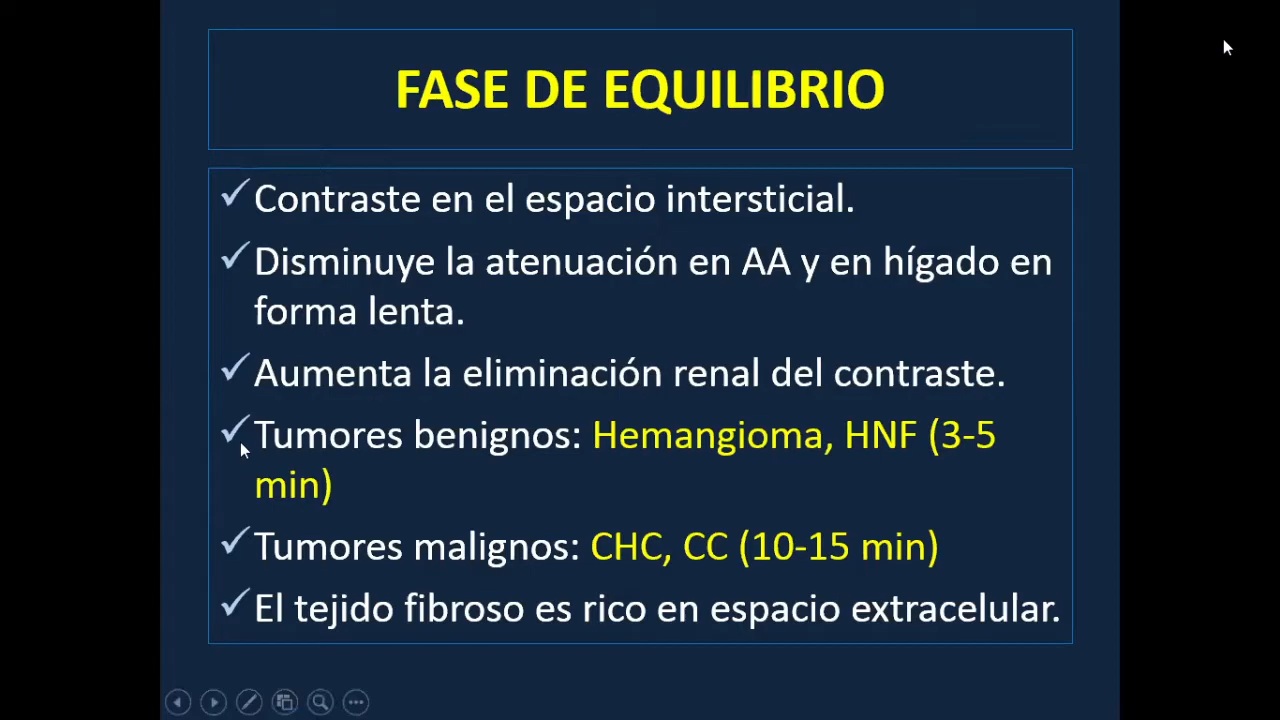 FASE DE EQUILIBRIO
Contraste en el espacio intersticial.
Disminuye la atenuación en AA y en hígado en
forma lenta.
Aumenta la eliminación renal del contraste.
Tumores benignos: Hemangioma, HNF (3-5
min)
Tumores malignos: CHC, CC (10-15 min)
El tejido fibroso es rico en espacio extracelular.